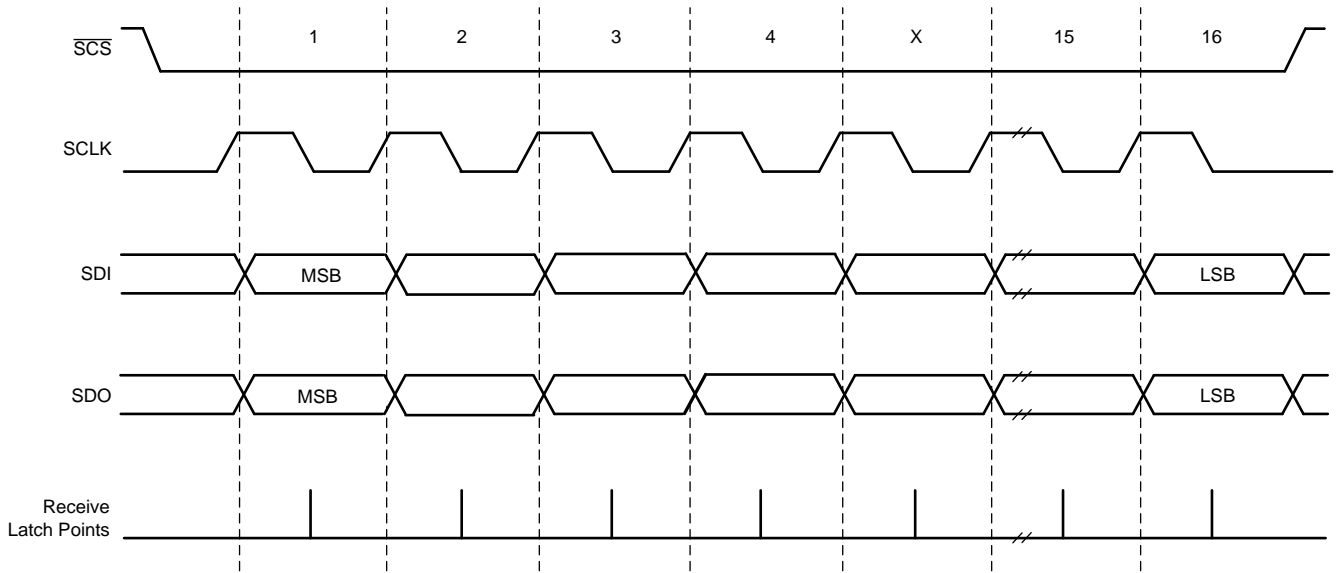 SCS
1 2 3 4 X 15 16
SCLK
SDI
MSB
LSB
SDO
MSB
LSB
Receive
Latch Points